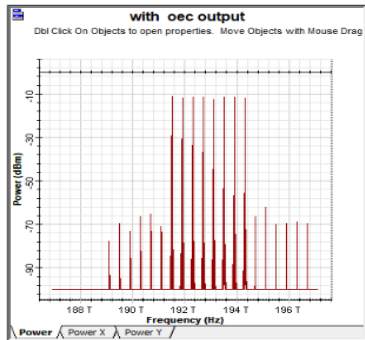 with oec output
Dbl Click On Objects to open properties. Move Objects with Mouse Drag
Power (dBm)
-10
-30
-50
-70
-90
188 T 190 T 192 T 194 T 196 T
Frequency (Hz)
Power Power X Power Y